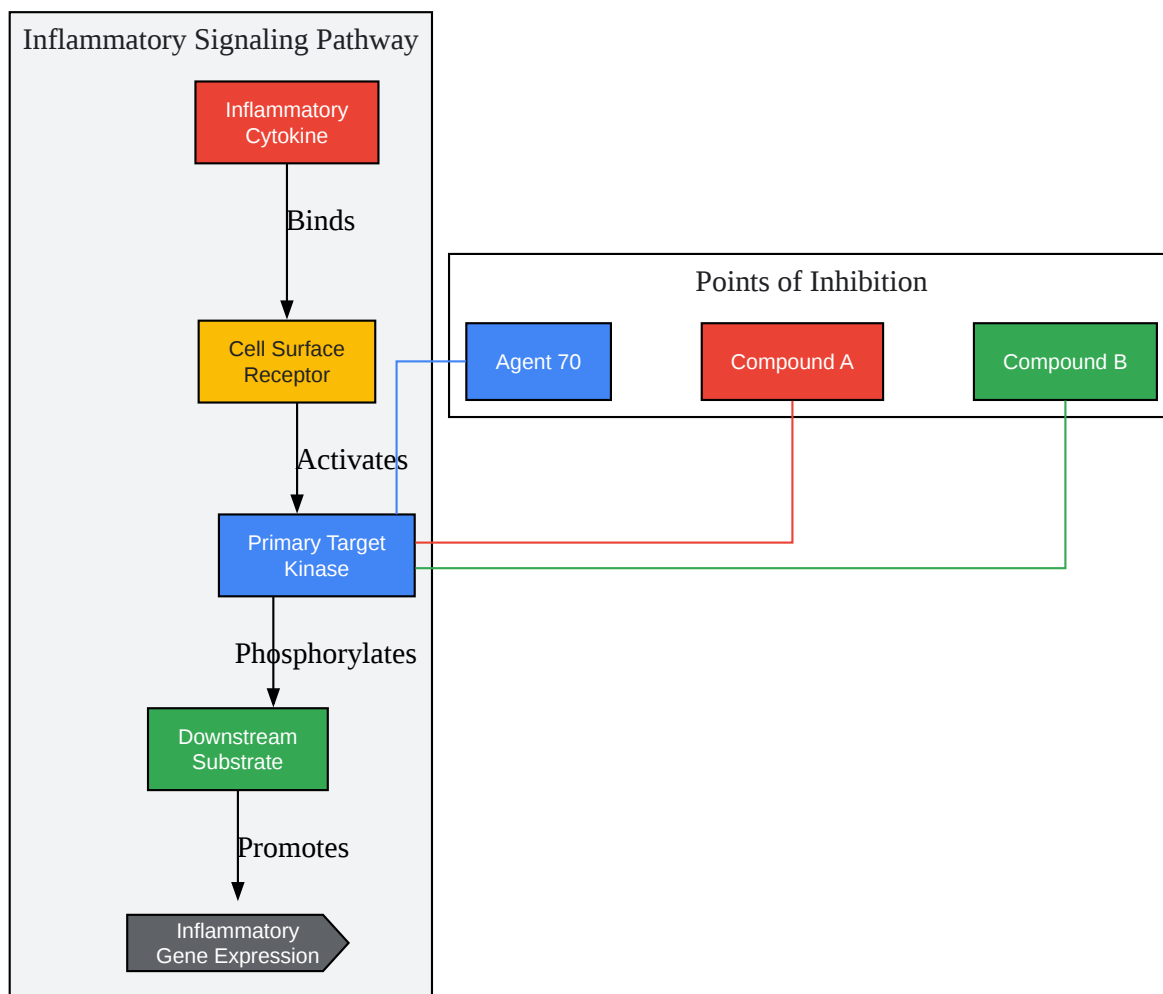 Inflammatory Signaling Pathway
Inflammatory
Cytokine
Binds
Points of Inhibition
Cell Surface
Receptor
Agent 70
Compound A
Compound B
Activates
Primary Target
Kinase
Phosphorylates
Downstream
Substrate
Promotes
Inflammatory
Gene Expression